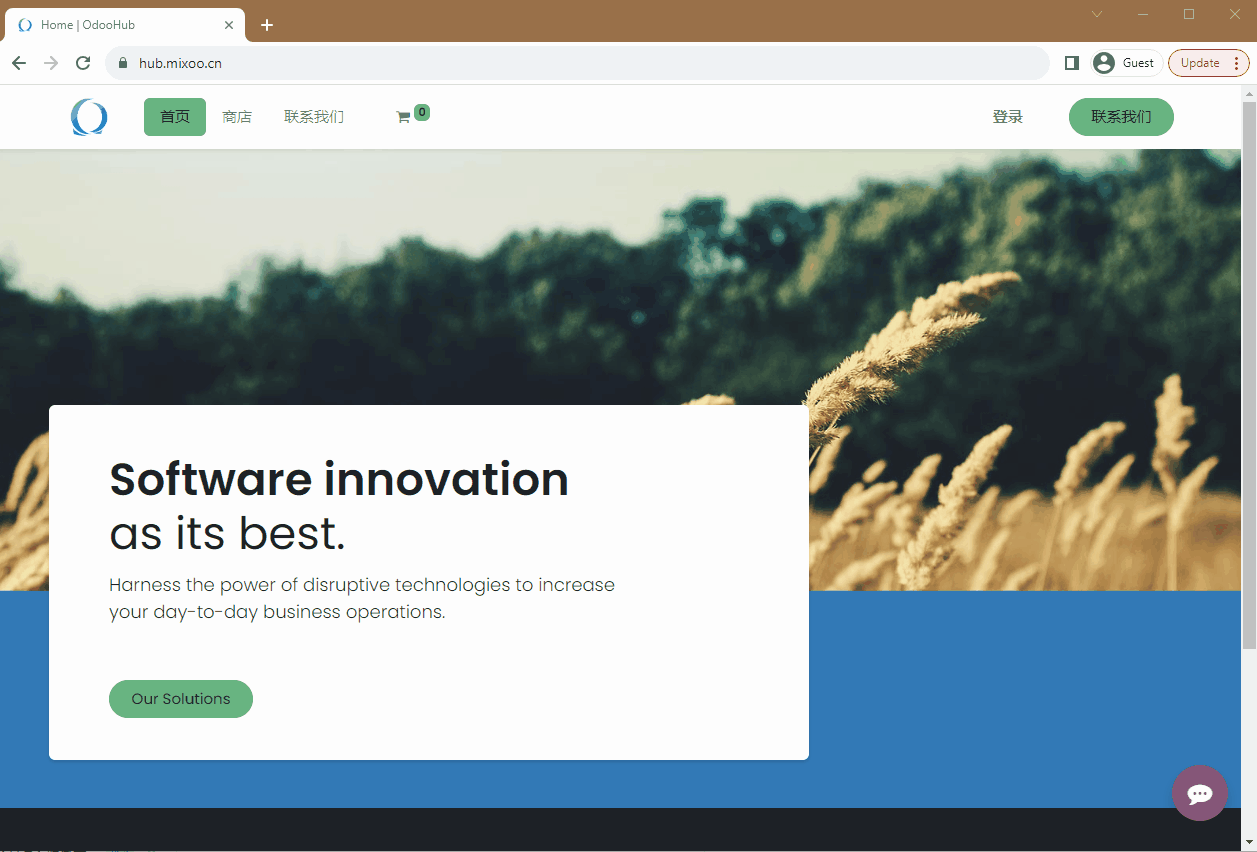 Home | OdooHub
hub.mixoo.cn
Guest
Update
首页
商店
联系我们
0
登录
联系我们
Software innovation
as its best.
Harness the power of disruptive technologies to increase
your day-to-day business operations.
Our Solutions